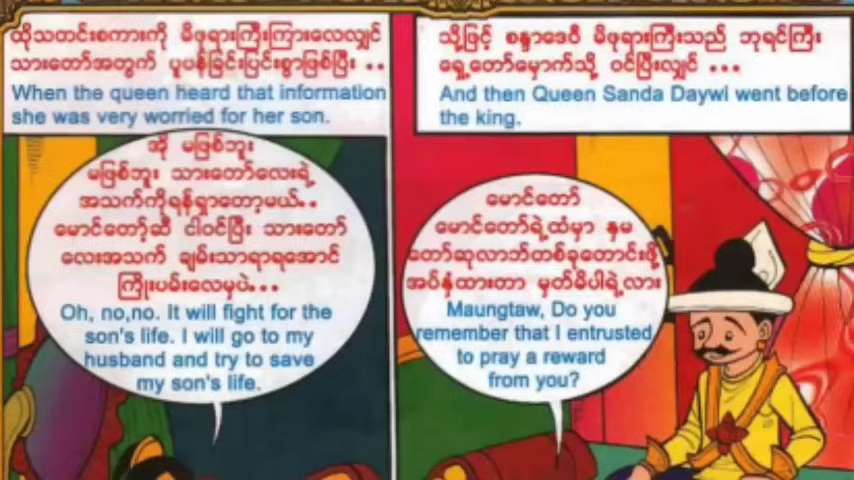 ထိုသတင်းစကားကို မိဖုရားကြီးကြားလေလျှင်
သားတော်အတွက် ပူပန်ခြင်းပြင်းစွာဖြစ်ပြီး ..
When the queen heard that information
she was very worried for her son.
အို မဖြစ်ဘူး
မဖြစ်ဘူး သားတော်လေးရဲ့
အသက်ကိုရန်ရှာတော့မယ်..
မောင်တော့်ဆီ ငါဝင်ပြီး သားတော်
လေးအသက် ချမ်းသာရာရအောင်
ကြိုးပမ်းလေမှပဲ...
Oh, no,no. It will fight for the
son's life. I will go to my
husband and try to save
my son's life.
သို့ဖြင့် စန္ဒာဒေဝီ မိဖုရားကြီးသည် ဘုရင်ကြီး
ရှေ့တော်မှောက်သို့ ဝင်ပြီးလျှင် ...
And then Queen Sanda Daywi went before
the king.
မောင်တော်
မောင်တော်ရဲ့ထံမှာ နှမ
တော်ဆုလာဘ်တစ်ခုတောင်းဖို့
အပ်နှံထားတာ မှတ်မိပါရဲ့လား
Maungtaw, Do you
remember that I entrusted
to pray a reward
from you?